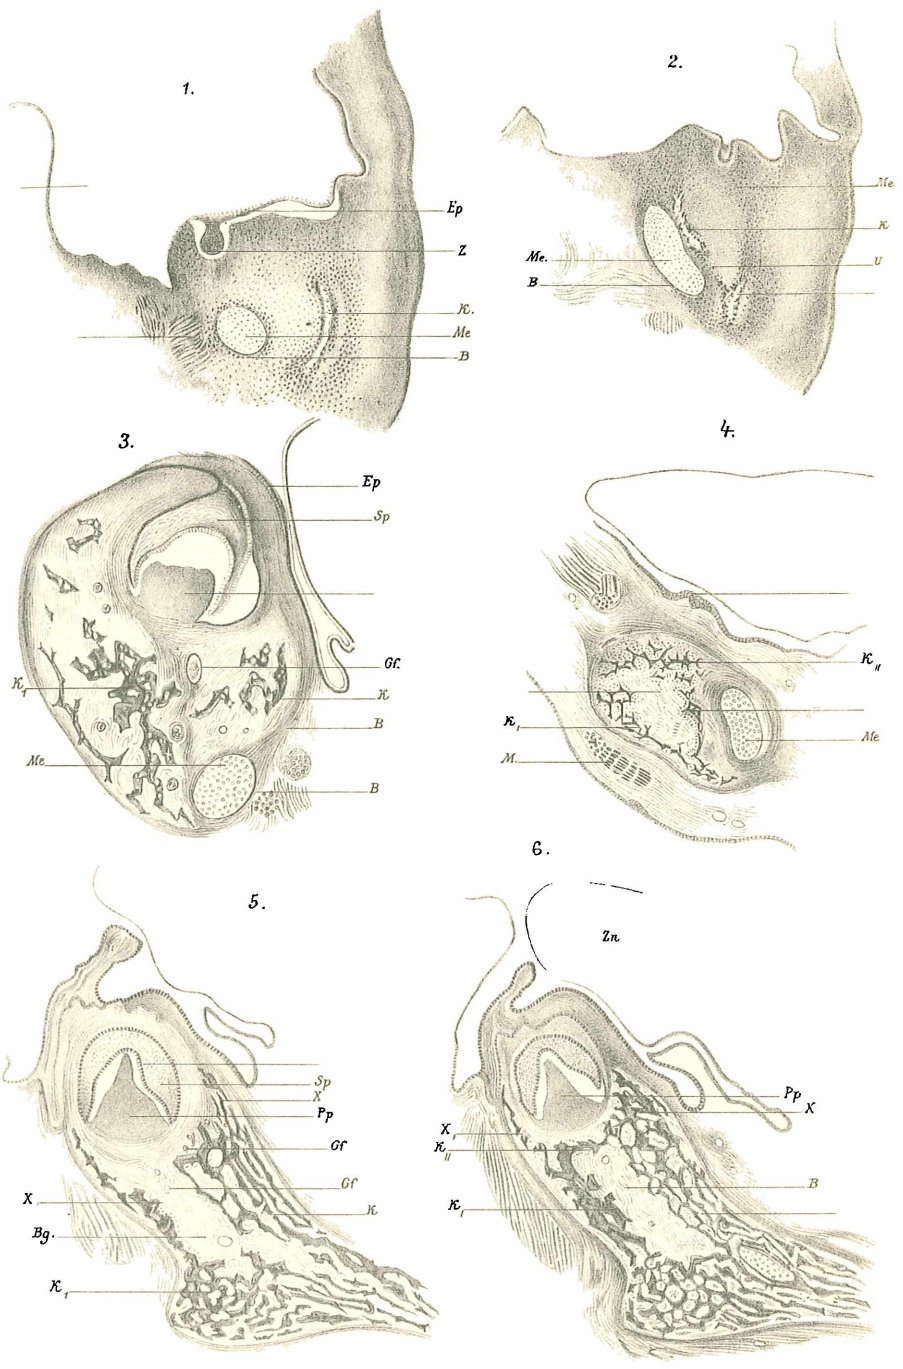 1.
Ep
Z
K.
Me
B
2.
Me
K
Me.
U
B
3.
Ep
Sp
Gf.
K₁
K
B
Me
B
4.
K₁₁
K₁
Me
M.
5.
Sp
X
Pp
Gf
Gf
X₁
K
Bg.
K₁
6.
Zn
Pp
X
X₁
K₁₁
B
K₁